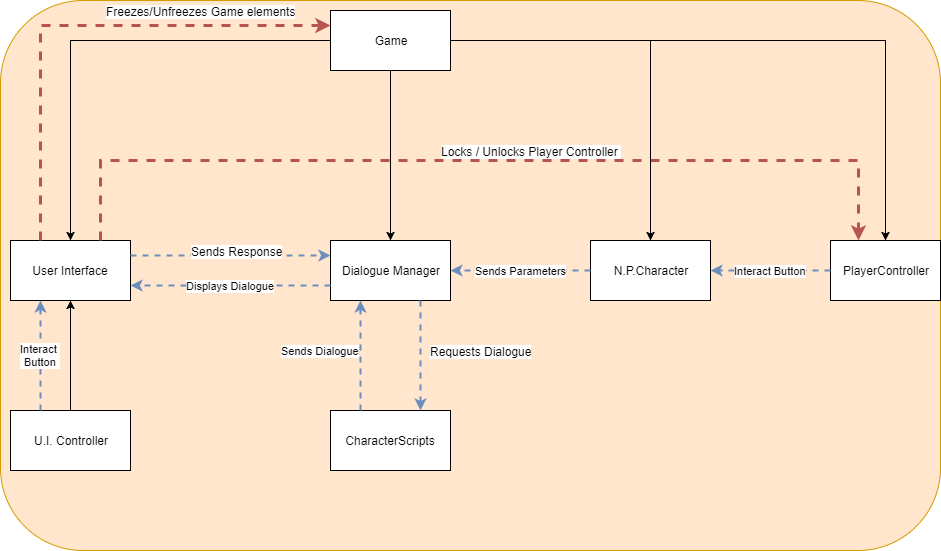 Freezes/Unfreezes Game elements
Game
Locks / Unlocks Player Controller
User Interface
Sends Response
Displays Dialogue
Dialogue Manager
Sends Parameters
N.P.Character
Interact Button
PlayerController
Interact
Button
Sends Dialogue
Requests Dialogue
U.I. Controller
CharacterScripts